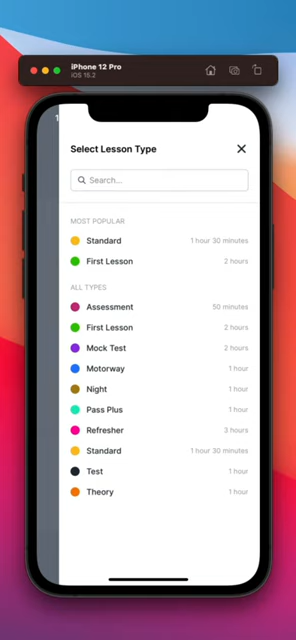 iPhone 12 Pro
iOS 15.2
1
Select Lesson Type
Search...
MOST POPULAR
Standard 1 hour 30 minutes
First Lesson 2 hours
ALL TYPES
Assessment 50 minutes
First Lesson 2 hours
Mock Test 2 hours
Motorway 1 hour
Night 1 hour
Pass Plus 1 hour
Refresher 3 hours
Standard 1 hour 30 minutes
Test 1 hour
Theory 1 hour